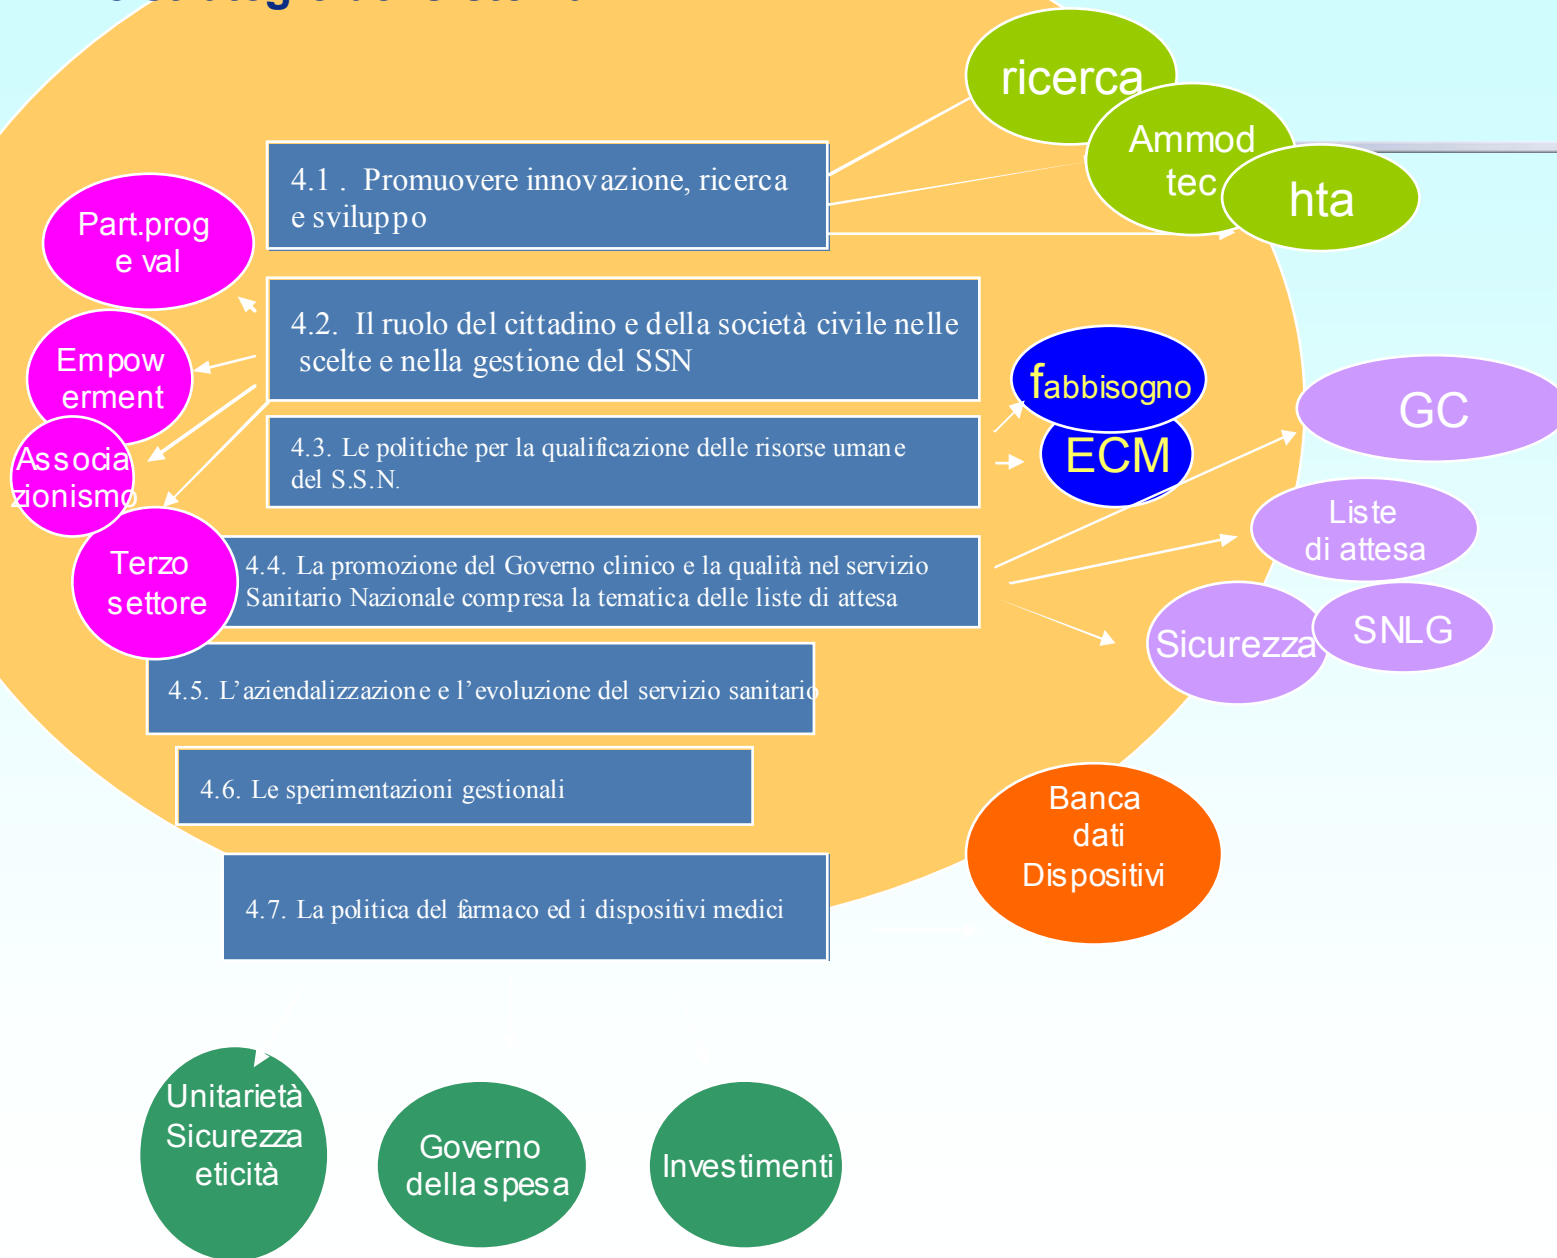 ricerca
Ammod
tec
hta
4.1 . Promuovere innovazione, ricerca
e sviluppo
Part.prog
e val
4.2. Il ruolo del cittadino e della società civile nelle
scelte e nella gestione del SSN
Empow
erment
fabbisogno
ECM
GC
4.3. Le politiche per la qualificazione delle risorse umane
del S.S.N.
Associa
zionismo
Liste
di attesa
Terzo
settore
4.4. La promozione del Governo clinico e la qualità nel servizio
Sanitario Nazionale compresa la tematica delle liste di attesa
Sicurezza
SNLG
4.5. L’aziendalizzazione e l’evoluzione del servizio sanitario
4.6. Le sperimentazioni gestionali
Banca
dati
Dispositivi
4.7. La politica del farmaco ed i dispositivi medici
Unitarietà
Sicurezza
eticità
Governo
della spesa
Investimenti